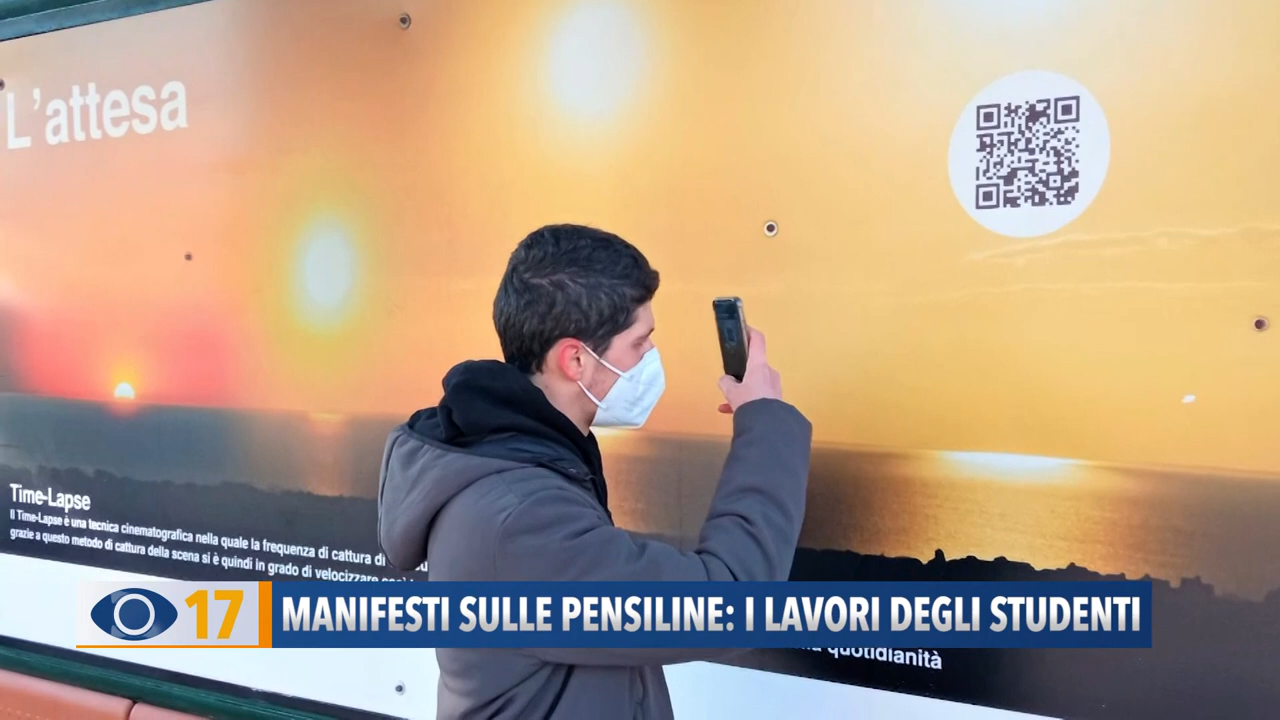 L'attesa
Time-Lapse
Il Time-Lapse è una tecnica cinematografica nella quale la frequenza di cattura di
grazie a questo metodo di cattura della scena si è quindi in grado di velocizzare
17
MANIFESTI SULLE PENSILINE: I LAVORI DEGLI STUDENTI
quotidianità